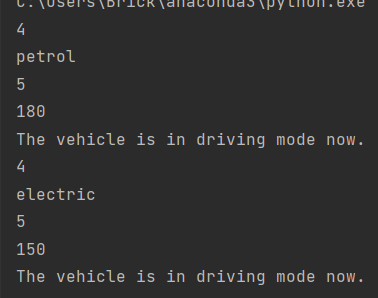 C:\Users\Brick\anaconda3\python.exe
4
petrol
5
180
The vehicle is in driving mode now.
4
electric
5
150
The vehicle is in driving mode now.